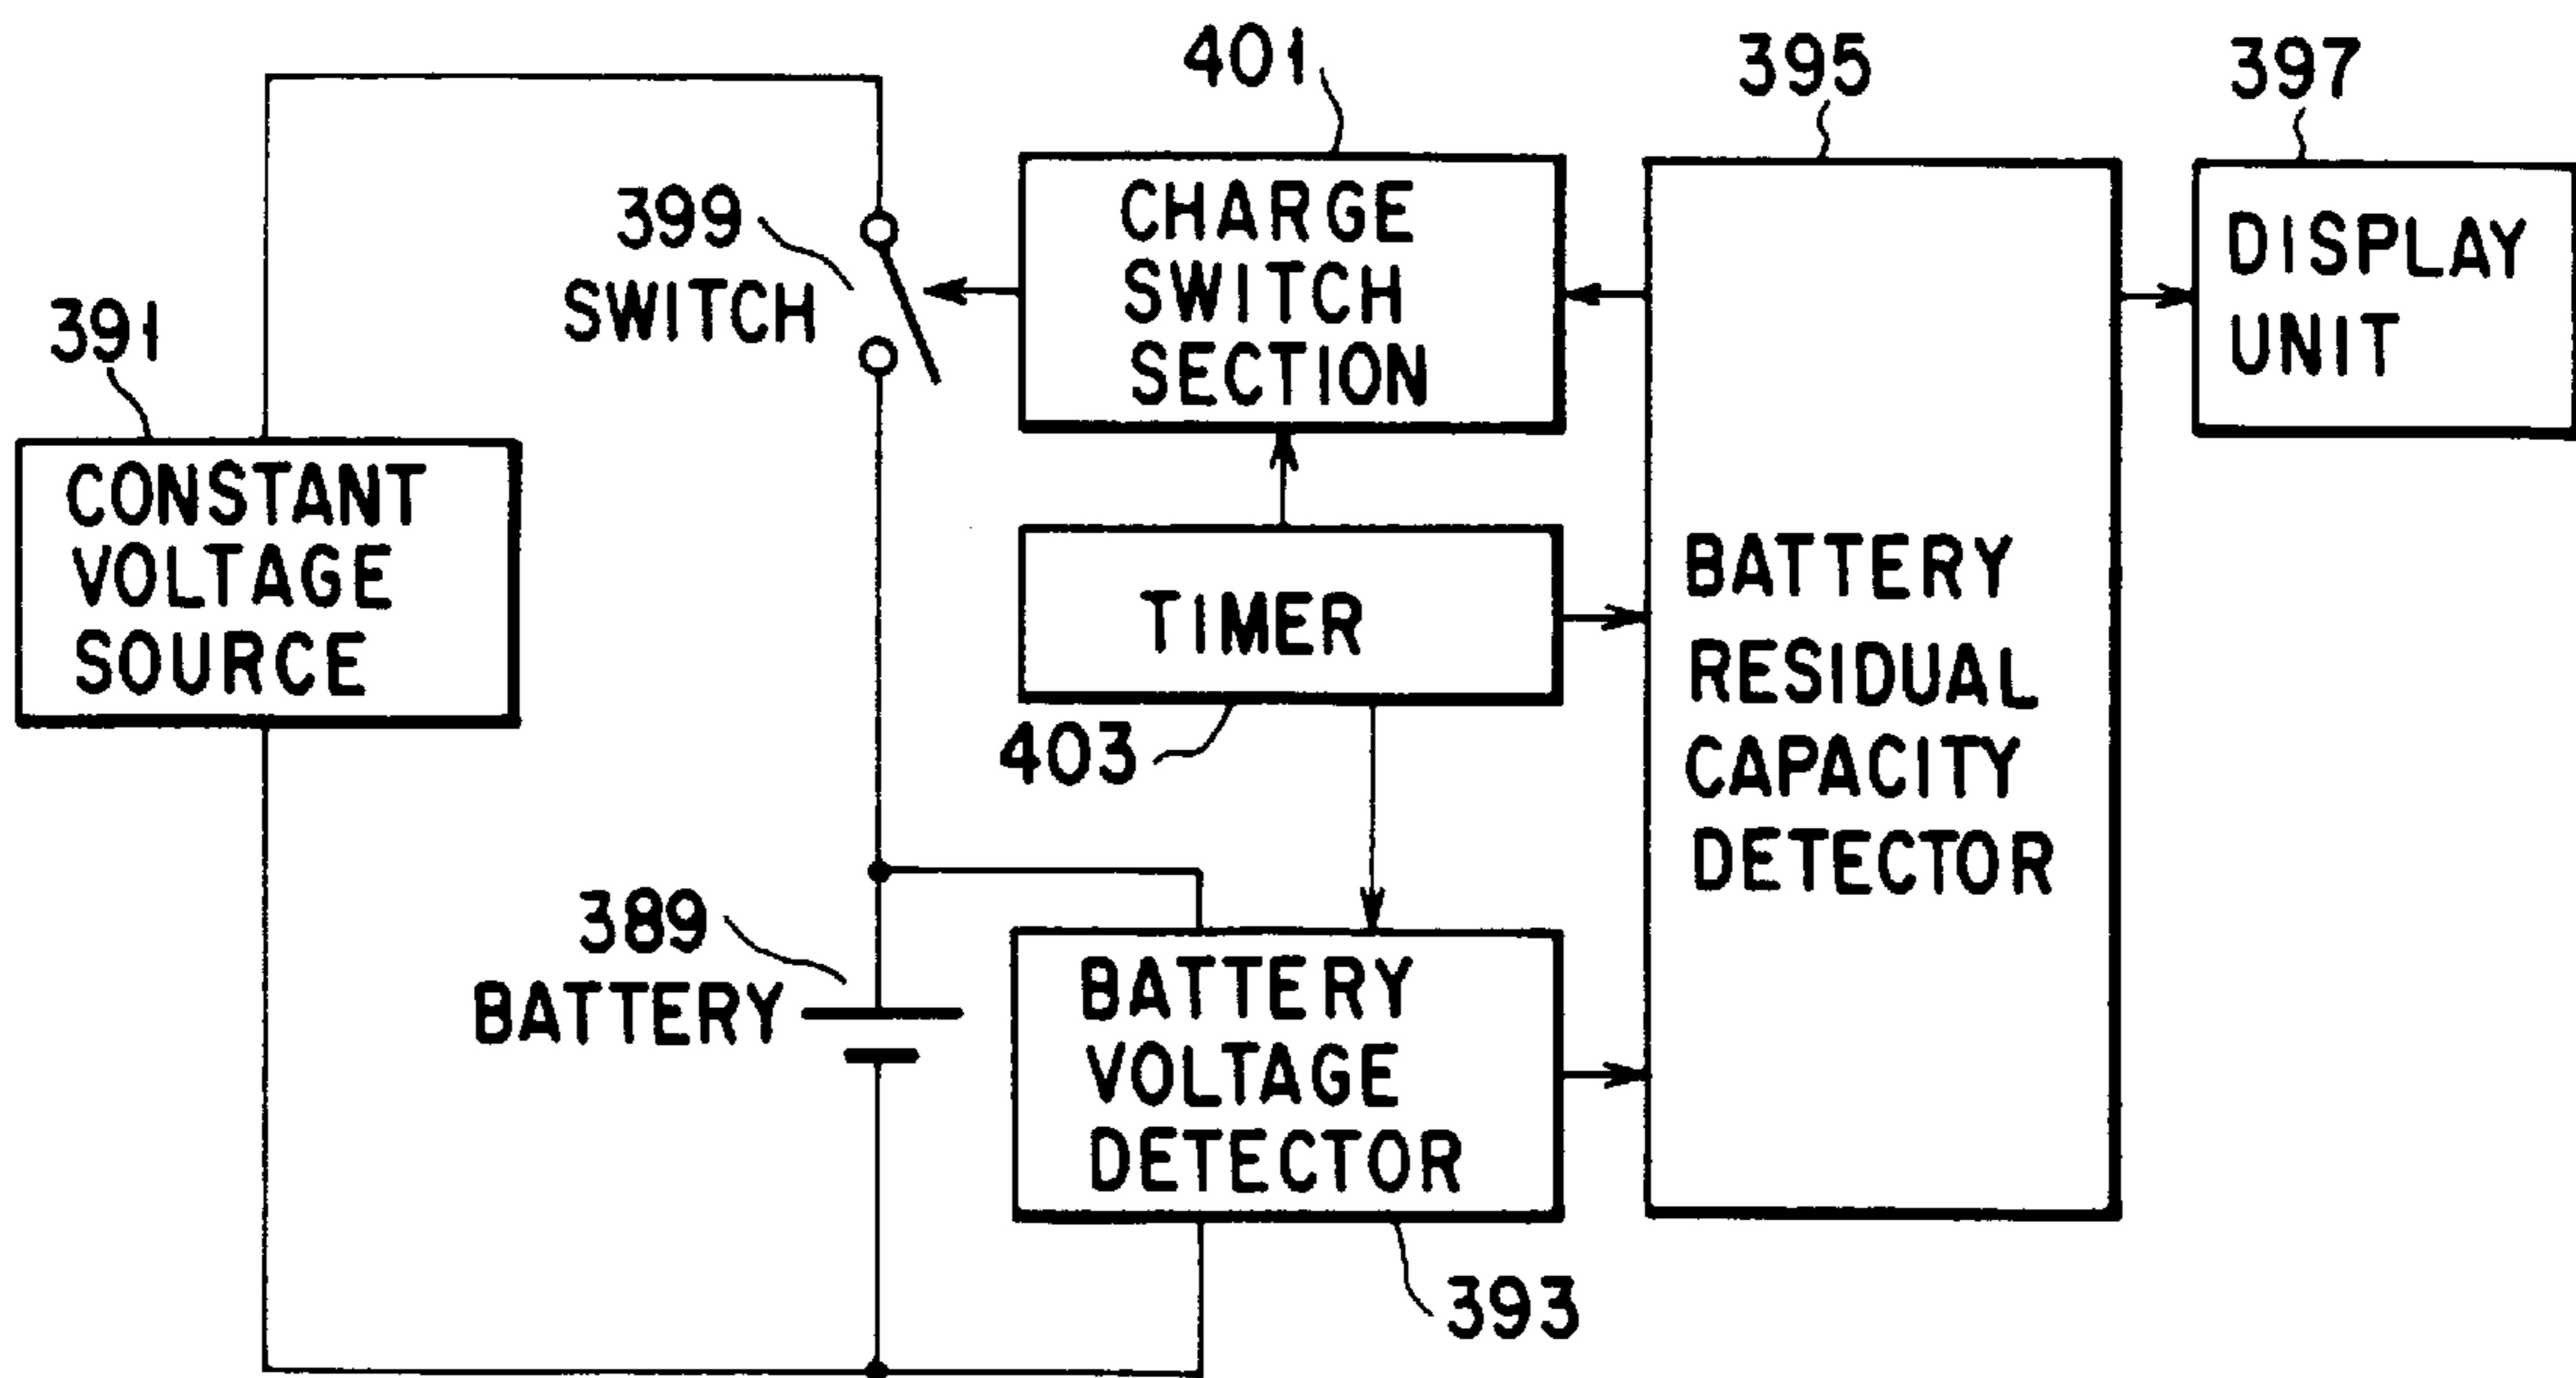 401
395
397
399
SWITCH
CHARGE
SWITCH
SECTION
DISPLAY
UNIT
391
CONSTANT
VOLTAGE
SOURCE
TIMER
403
BATTERY
RESIDUAL
CAPACITY
DETECTOR
389
BATTERY
BATTERY
VOLTAGE
DETECTOR
393